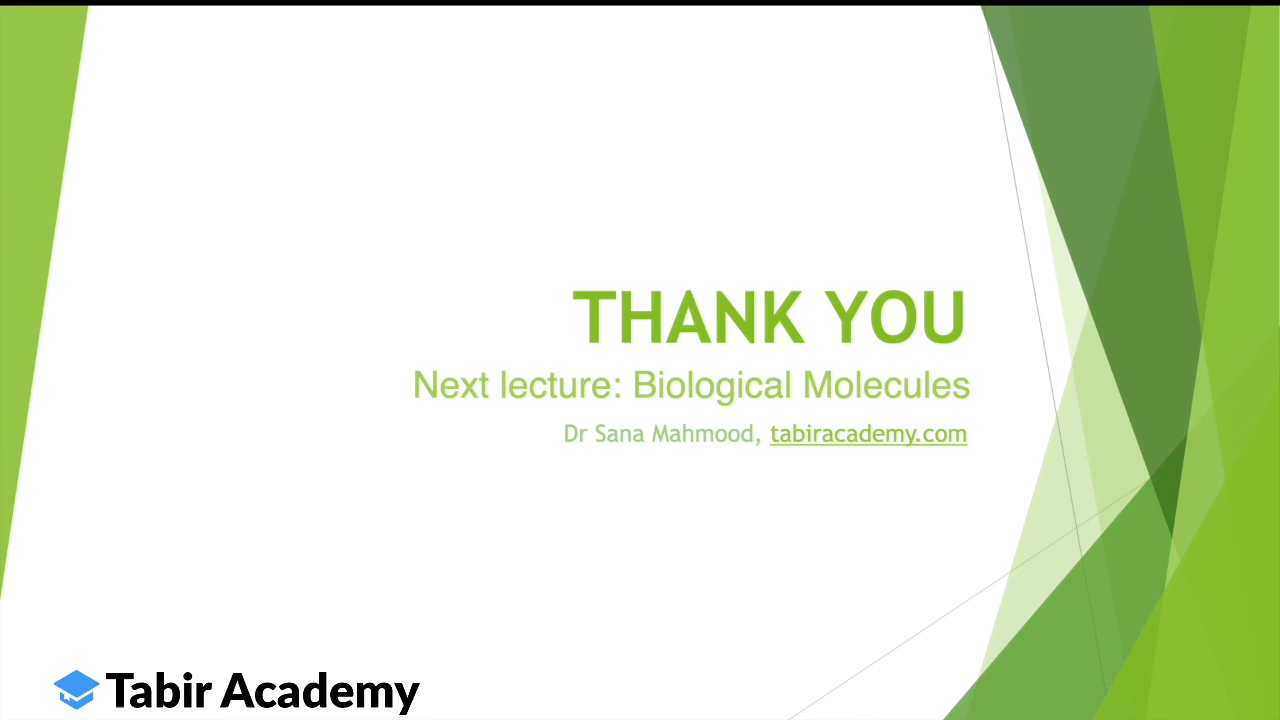 THANK YOU
Next lecture: Biological Molecules
Dr Sana Mahmood, tabiracademy.com
Tabir Academy